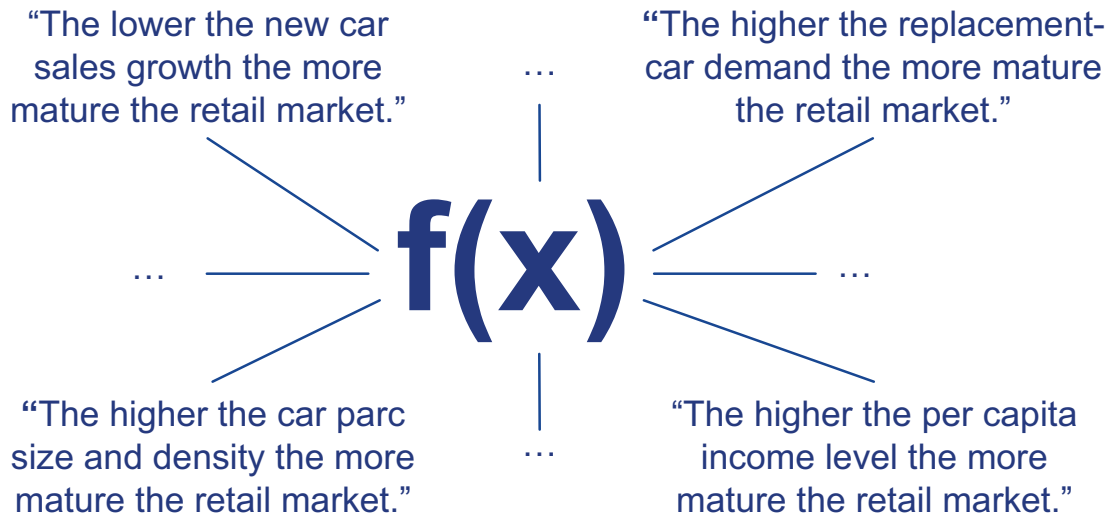 “The lower the new car
sales growth the more
mature the retail market.”
…
“The higher the replacement-
car demand the more mature
the retail market.”
…
f(x)
…
“The higher the car parc
size and density the more
mature the retail market.”
…
“The higher the per capita
income level the more
mature the retail market.”